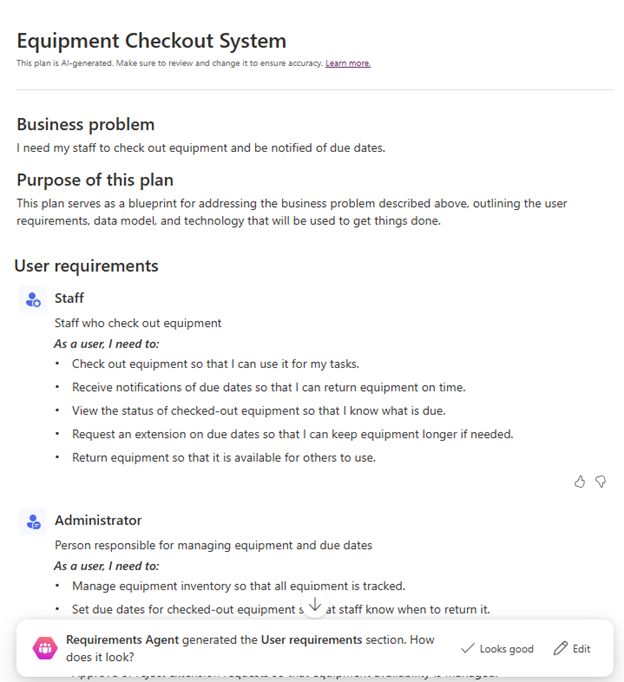 Equipment Checkout System
This plan is AI-generated. Make sure to review and change it to ensure accuracy. Learn more.
Business problem
I need my staff to check out equipment and be notified of due dates.
Purpose of this plan
This plan serves as a blueprint for addressing the business problem described above, outlining the user
requirements, data model, and technology that will be used to get things done.
User requirements
Staff
Staff who check out equipment
As a user, I need to:
• Check out equipment so that I can use it for my tasks.
• Receive notifications of due dates so that I can return equipment on time.
• View the status of checked-out equipment so that I know what is due.
• Request an extension on due dates so that I can keep equipment longer if needed.
• Return equipment so that it is available for others to use.
Administrator
Person responsible for managing equipment and due dates
As a user, I need to:
• Manage equipment inventory so that all equipment is tracked.
• Set due dates for checked-out equipment s at staff know when to return it.
Requirements Agent generated the User requirements section. How
does it look?
Looks good
Edit